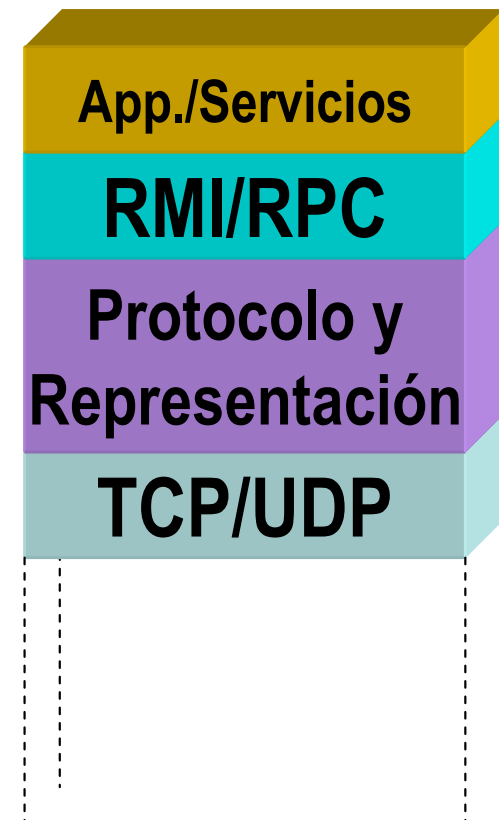 App./Servicios
RMI/RPC
Protocolo y
Representación
TCP/UDP